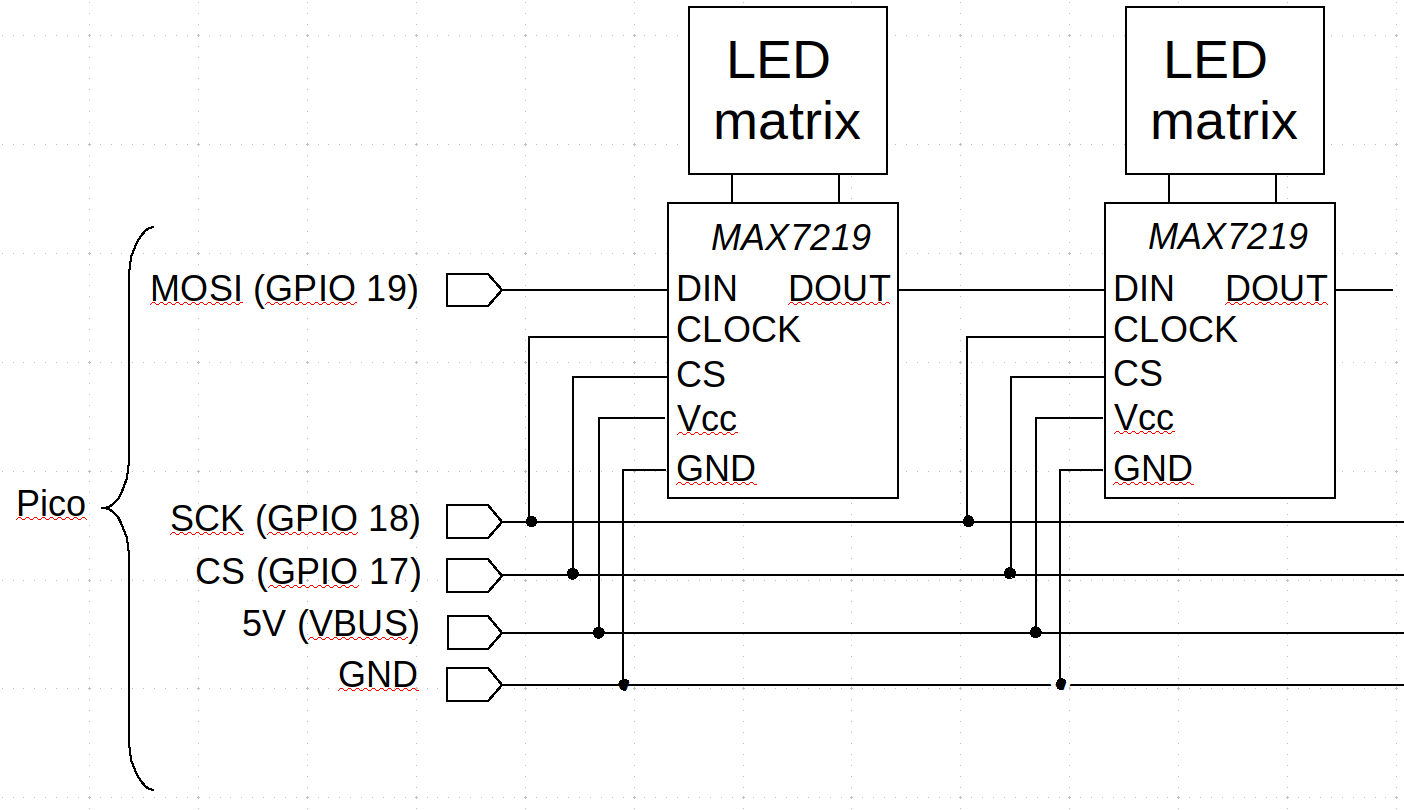 LED
matrix
LED
matrix
MAX7219
MAX7219
MOSI (GPIO 19)
DIN DOUT
DIN DOUT
CLOCK
CLOCK
CS
CS
Vcc
Vcc
GND
GND
Pico
SCK (GPIO 18)
CS (GPIO 17)
5V (VBUS)
GND